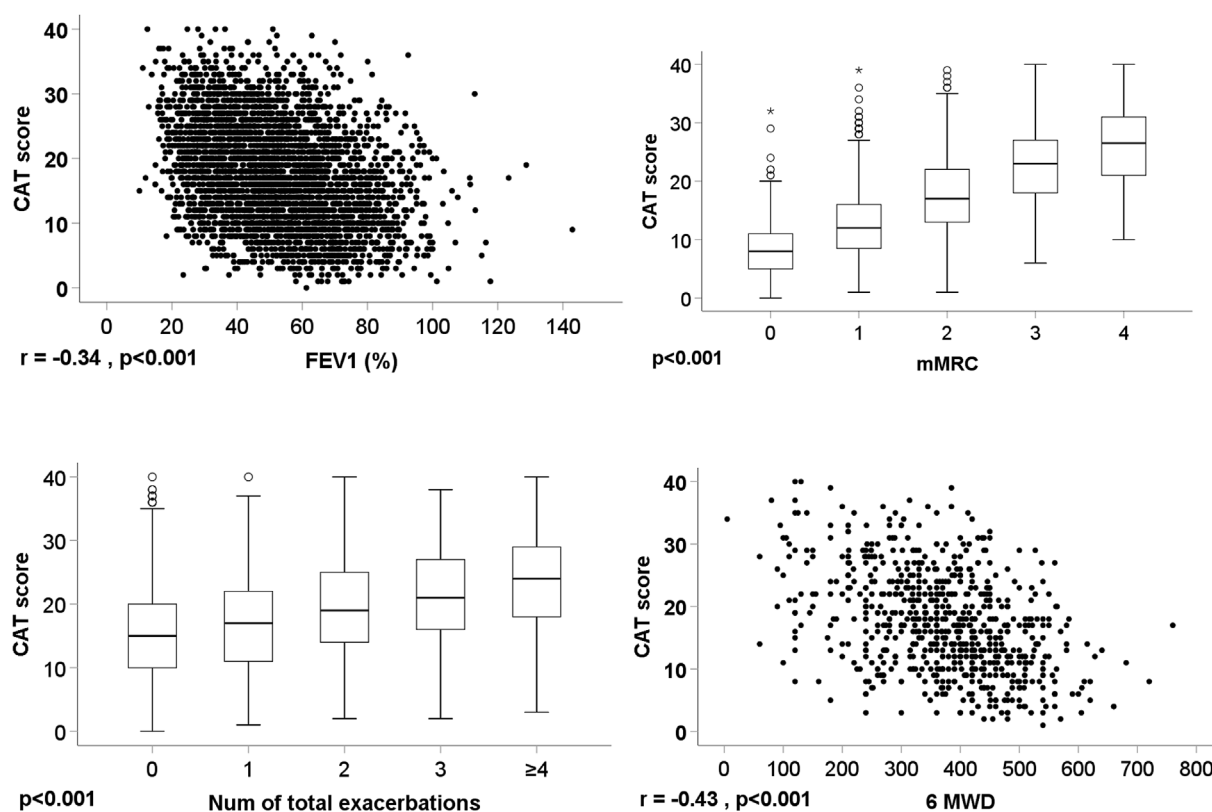 40
30
20
10
0
CAT score
0 20 40 60 80 100 120 140
r = -0.34 , p<0.001 FEV1 (%)
40
30
20
10
0
CAT score
*
*
0 1 2 3 4
p<0.001 mMRC
40
30
20
10
0
CAT score
0 1 2 3 ≥4
p<0.001 Num of total exacerbations
40
30
20
10
0
CAT score
0 100 200 300 400 500 600 700 800
r = -0.43 , p<0.001 6 MWD